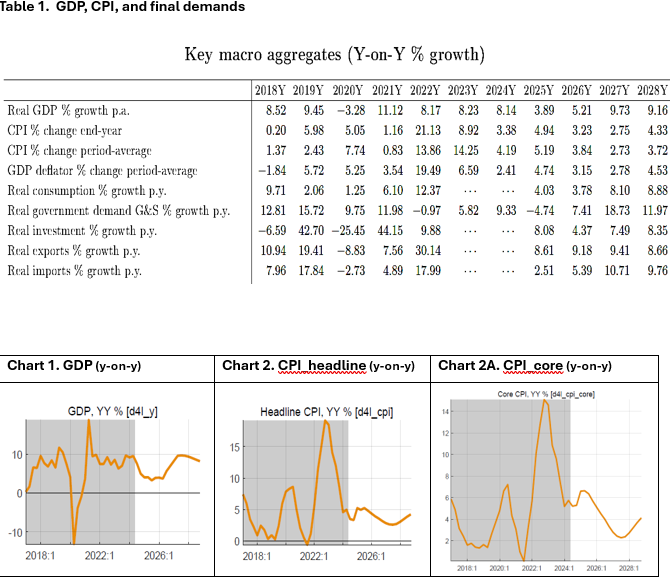 Table 1. GDP, CPI, and final demands
Key macro aggregates (Y-on-Y % growth)
2018Y 2019Y 2020Y 2021Y 2022Y 2023Y 2024Y 2025Y 2026Y 2027Y 2028Y
Real GDP % growth p.a. 8.52 9.45 −3.28 11.12 8.17 8.23 8.14 3.89 5.21 9.73 9.16
CPI % change end-year 0.20 5.98 5.05 1.16 21.13 8.92 3.38 4.94 3.23 2.75 4.33
CPI % change period-average 1.37 2.43 7.74 0.83 13.86 14.25 4.19 5.19 3.84 2.73 3.72
GDP deflator % change period-average −1.84 5.72 5.25 3.54 19.49 6.59 2.41 4.74 3.15 2.78 4.53
Real consumption % growth p.y. 9.71 2.06 1.25 6.10 12.37 ⋯ ⋯ 4.03 3.78 8.10 8.88
Real government demand G&S % growth p.y. 12.81 15.72 9.75 11.98 −0.97 5.82 9.33 −4.74 7.41 18.73 11.97
Real investment % growth p.y. −6.59 42.70 −25.45 44.15 9.88 ⋯ ⋯ 8.08 4.37 7.49 8.35
Real exports % growth p.y. 10.94 19.41 −8.83 7.56 30.14 ⋯ ⋯ 8.61 9.18 9.41 8.66
Real imports % growth p.y. 7.96 17.84 −2.73 4.89 17.99 ⋯ ⋯ 2.51 5.39 10.71 9.76
Chart 1. GDP (y-on-y)
GDP, YY % [d4l_y]
10
0
-10
2018:1 2022:1 2026:1
Chart 2. CPI_headline (y-on-y)
Headline CPI, YY % [d4l_cpi]
15
10
5
0
2018:1 2022:1 2026:1
Chart 2A. CPI_core (y-on-y)
Core CPI, YY % [d4l_cpi_core]
14
12
10
8
6
4
2
2018:1 2020:1 2022:1 2024:1 2026:1 2028:1